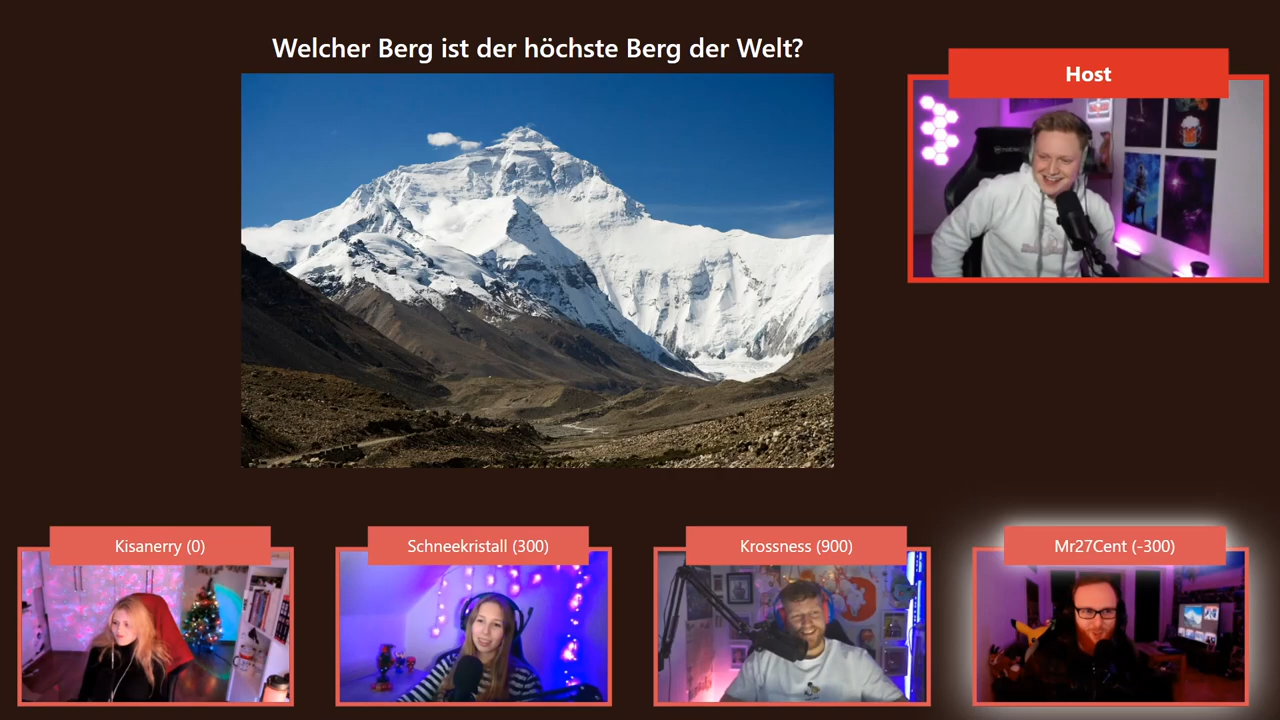 Welcher Berg ist der höchste Berg der Welt?
Host
Kisanerry (0)
Schneekristall (300)
Krossness (900)
Mr27Cent (-300)